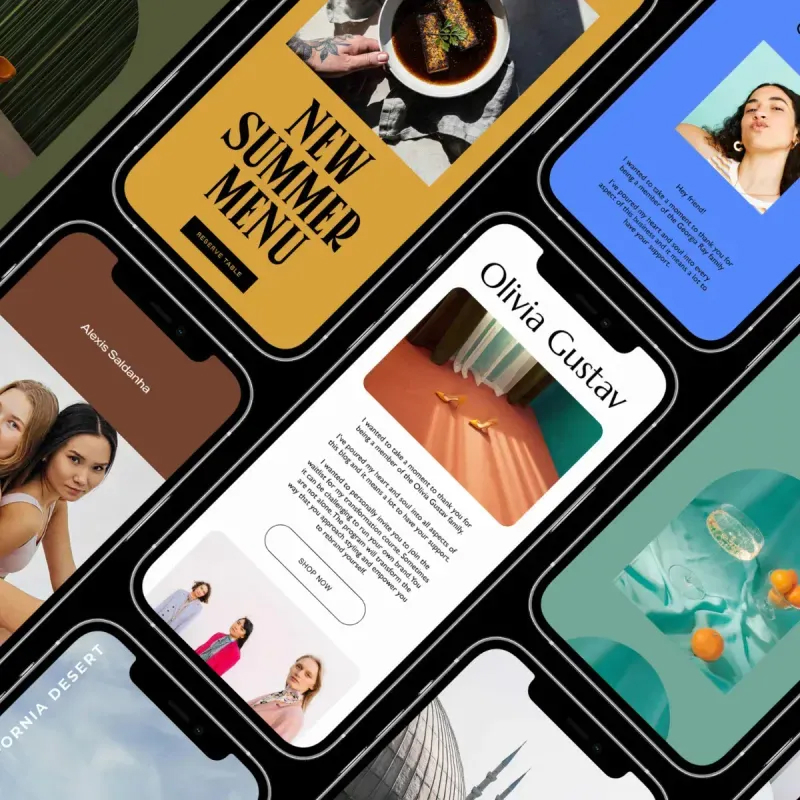 NEW
SUMMER
MENU
RESERVE TABLE
Hey friend!
I wanted to take a moment to thank you for
being a member of the Georgia Ray family
I've poured my heart and soul into every
aspect of this business and it means a lot to
have your support.
Alexis Saldanha
Olivia Gustav
I wanted to take a moment to thank you for
being a member of the Olivia Gustav family.
I've poured my heart and soul into all aspects of
this blog and it means a lot to have your support.
I wanted to personally invite you to join the
waitlist for my transformation course. Sometimes
it can be challenging to run your own brand. You
are not alone. The program will transform the
way that you approach styling and empower you
to rebrand yourself.
SHOP NOW
ORNIA DESERT